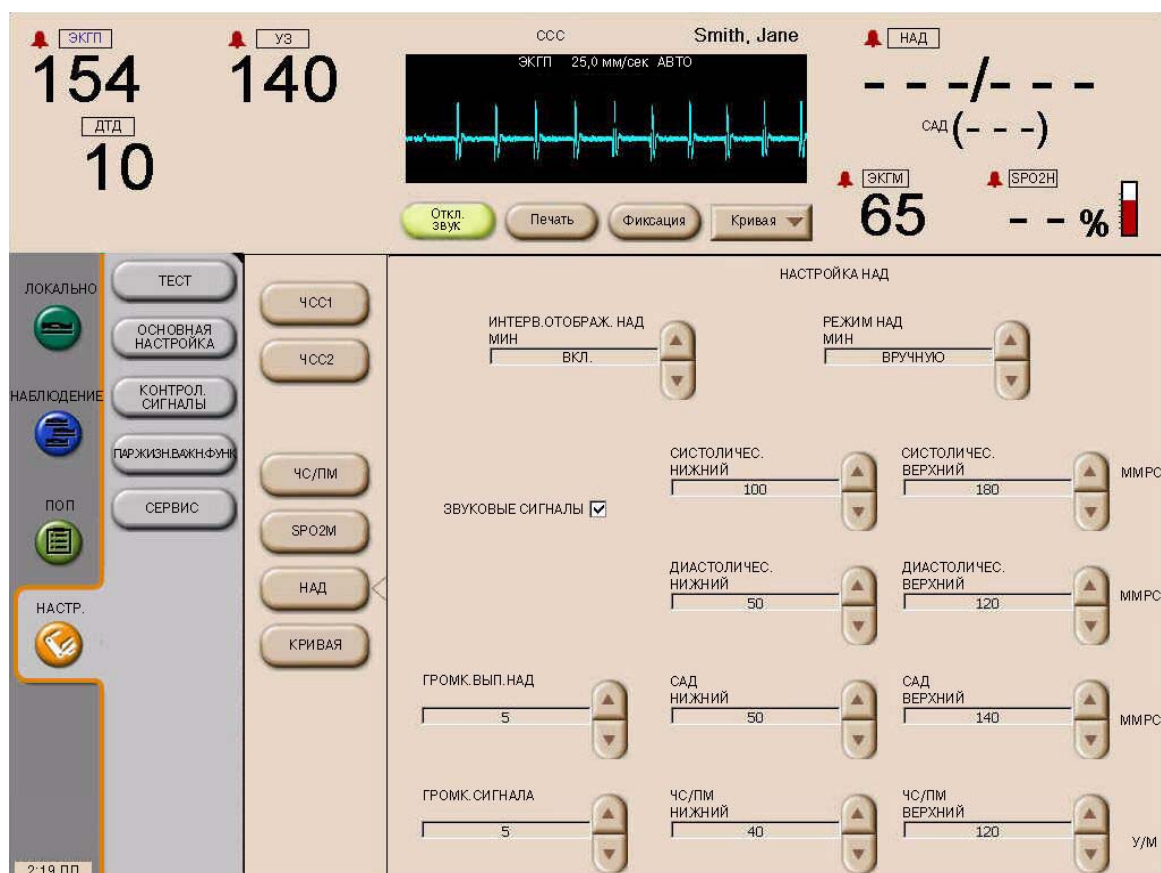 ЭКГП
154
ДТД
10
УЗ
140
ССС
Smith, Jane
ЭКГП 25,0 мм/сек АВТО
Откл. звук
Печать
Фиксация
Кривая
НАД
- - -/- - -
САД (- - -)
ЭКГМ
65
SPO2Н
- - %
ЛОКАЛЬНО
НАБЛЮДЕНИЕ
ПОП
НАСТР.
2:19 ПП
ТЕСТ
ОСНОВНАЯ
НАСТРОЙКА
КОНТРОЛ.
СИГНАЛЫ
ПАРЖИЗН.ВАЖН.ФУНК
СЕРВИС
ЧСС1
ЧСС2
ЧС/ПМ
SPO2М
НАД
КРИВАЯ
НАСТРОЙКА НАД
ИНТЕРВ.ОТОБРАЖ. НАД
МИН
ВКЛ.
РЕЖИМ НАД
МИН
ВРУЧНУЮ
ЗВУКОВЫЕ СИГНАЛЫ
СИСТОЛИЧЕС.
НИЖНИЙ
100
СИСТОЛИЧЕС.
ВЕРХНИЙ
180
ММРС
ДИАСТОЛИЧЕС.
НИЖНИЙ
50
ДИАСТОЛИЧЕС.
ВЕРХНИЙ
120
ММРС
ГРОМК.ВЫП.НАД
5
САД
НИЖНИЙ
50
САД
ВЕРХНИЙ
140
ММРС
ГРОМК.СИГНАЛА
5
ЧС/ПМ
НИЖНИЙ
40
ЧС/ПМ
ВЕРХНИЙ
120
У/М